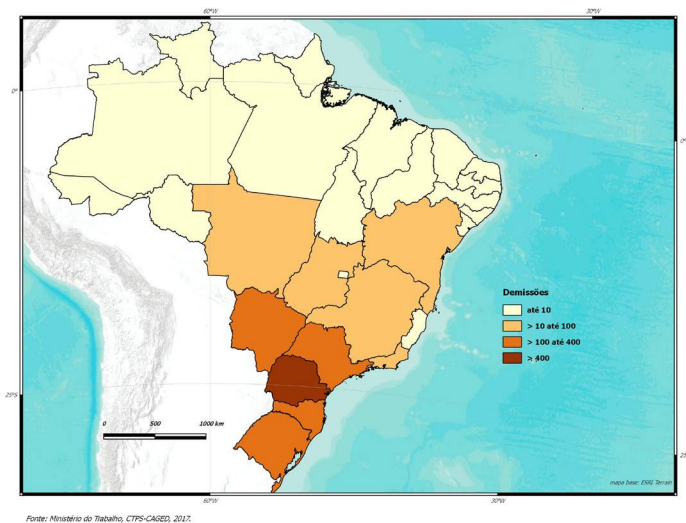 60°W
30°W
0°
0°
Demissões
até 10
> 10 até 100
> 100 até 400
> 400
25°S
0 500 1000 km
mapa base: ESRI Terrain
60°W
30°W
Fonte: Ministério do Trabalho, CTPS-CAGED, 2017.